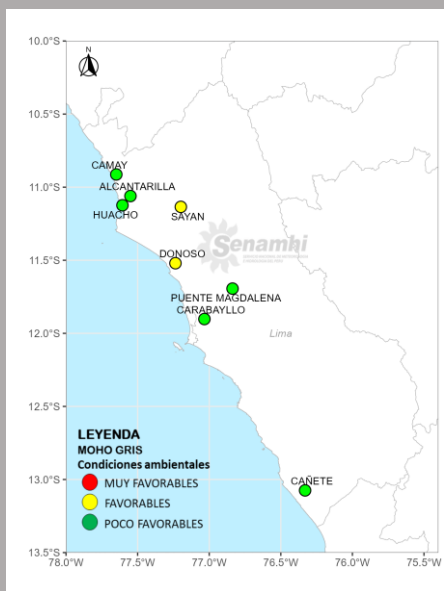 10.0°S
N
10.5°S
CAMAY
11.0°S
ALCANTARILLA
HUACHO
SAYAN
Senamhi
DONOSO
11.5°S
PUENTE MAGDALENA
CARABAYLLO
12.0°S
Lima
12.5°S
LEYENDA
MOHO GRIS
Condiciones ambientales
CAÑETE
13.0°S
MUY FAVORABLES
FAVORABLES
POCO FAVORABLES
13.5°S
78.0°W
77.5°W
77.0°W
76.5°W
76.0°W
75.5°W